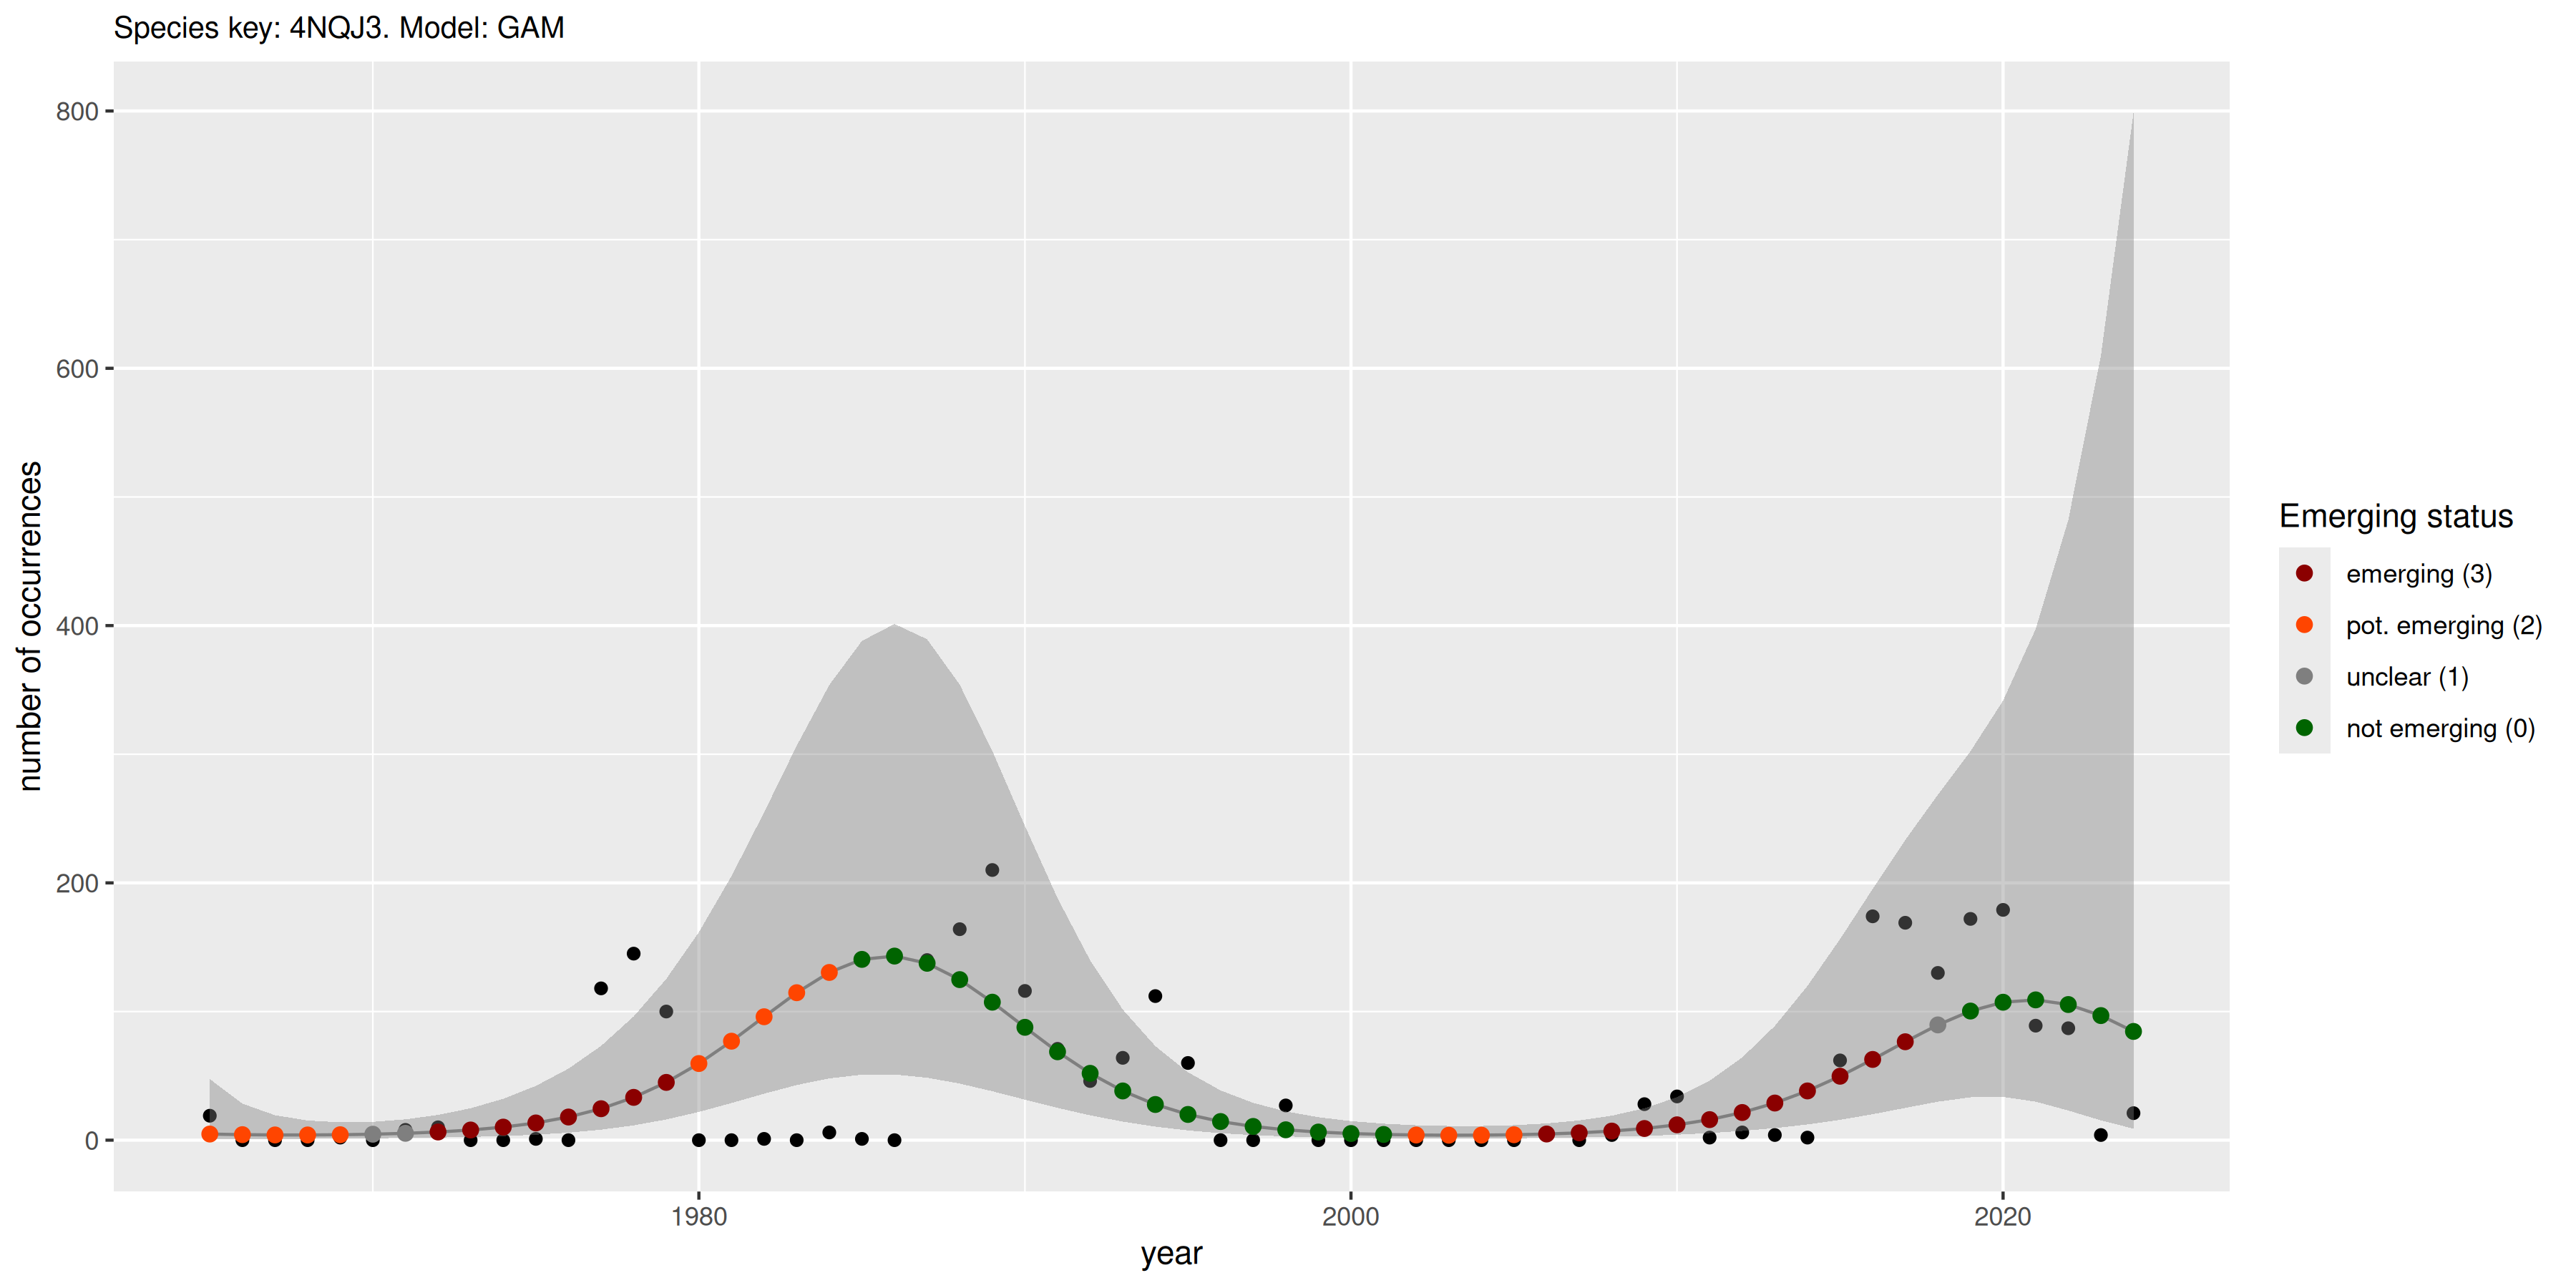 Species key: 4NQJ3. Model: GAM
800
600
400
200
0
number of occurrences
1980
2000
2020
year
Emerging status
emerging (3)
pot. emerging (2)
unclear (1)
not emerging (0)